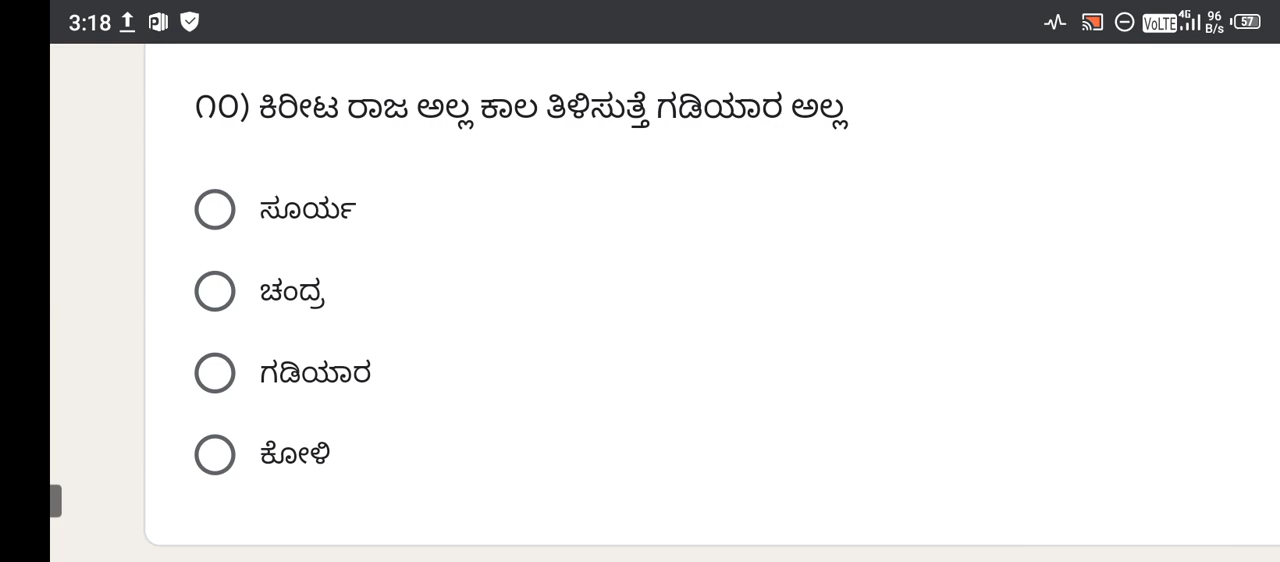 3:18 VoLTE 4G 96 B/s 57
೧೦) ಕಿರೀಟ ರಾಜ ಅಲ್ಲ ಕಾಲ ತಿಳಿಸುತ್ತೆ ಗಡಿಯಾರ ಅಲ್ಲ
ಸೂರ್ಯ
ಚಂದ್ರ
ಗಡಿಯಾರ
ಕೋಳಿ